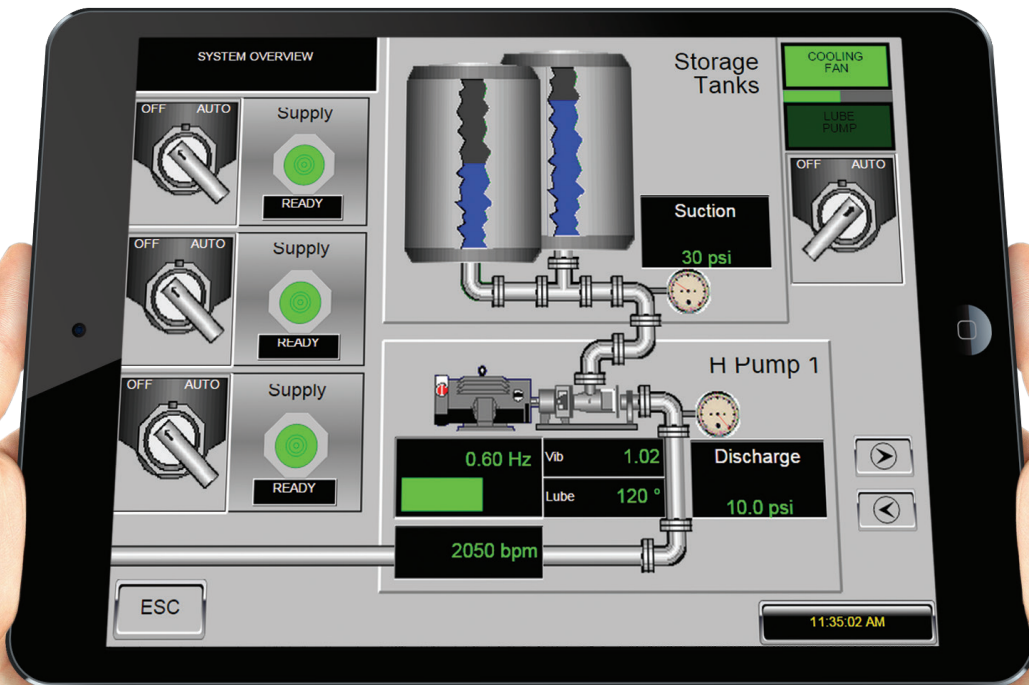 SYSTEM OVERVIEW
OFF AUTO
Supply
READY
OFF AUTO
Supply
READY
OFF AUTO
Supply
READY
Storage
Tanks
Suction
30 psi
COOLING
FAN
LUBE
PUMP
OFF AUTO
H Pump 1
0.60 Hz
Vib 1.02
Lube 120 °
Discharge
10.0 psi
2050 bpm
ESC
11:35:02 AM